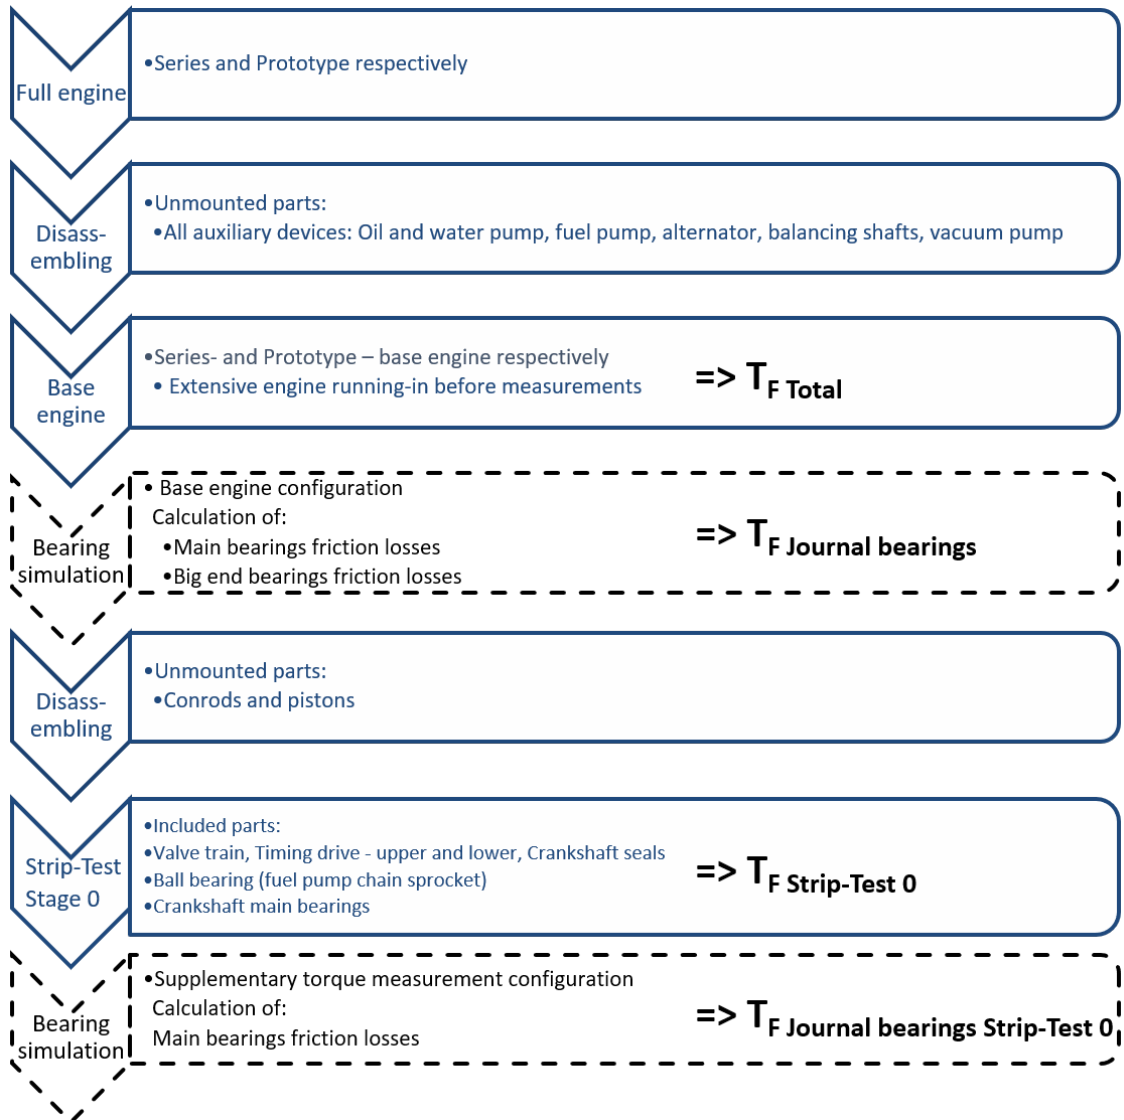 Full engine
•Series and Prototype respectively
Disass-
embling
•Unmounted parts:
•All auxiliary devices: Oil and water pump, fuel pump, alternator, balancing shafts, vacuum pump
Base
engine
•Series- and Prototype – base engine respectively
• Extensive engine running-in before measurements
=> T F Total
Bearing
simulation
• Base engine configuration
Calculation of:
•Main bearings friction losses
•Big end bearings friction losses
=> T F Journal bearings
Disass-
embling
•Unmounted parts:
•Conrods and pistons
Strip-Test
Stage 0
•Included parts:
•Valve train, Timing drive - upper and lower, Crankshaft seals
•Ball bearing (fuel pump chain sprocket)
•Crankshaft main bearings
=> T F Strip-Test 0
Bearing
simulation
•Supplementary torque measurement configuration
Calculation of:
Main bearings friction losses
=> T F Journal bearings Strip-Test 0